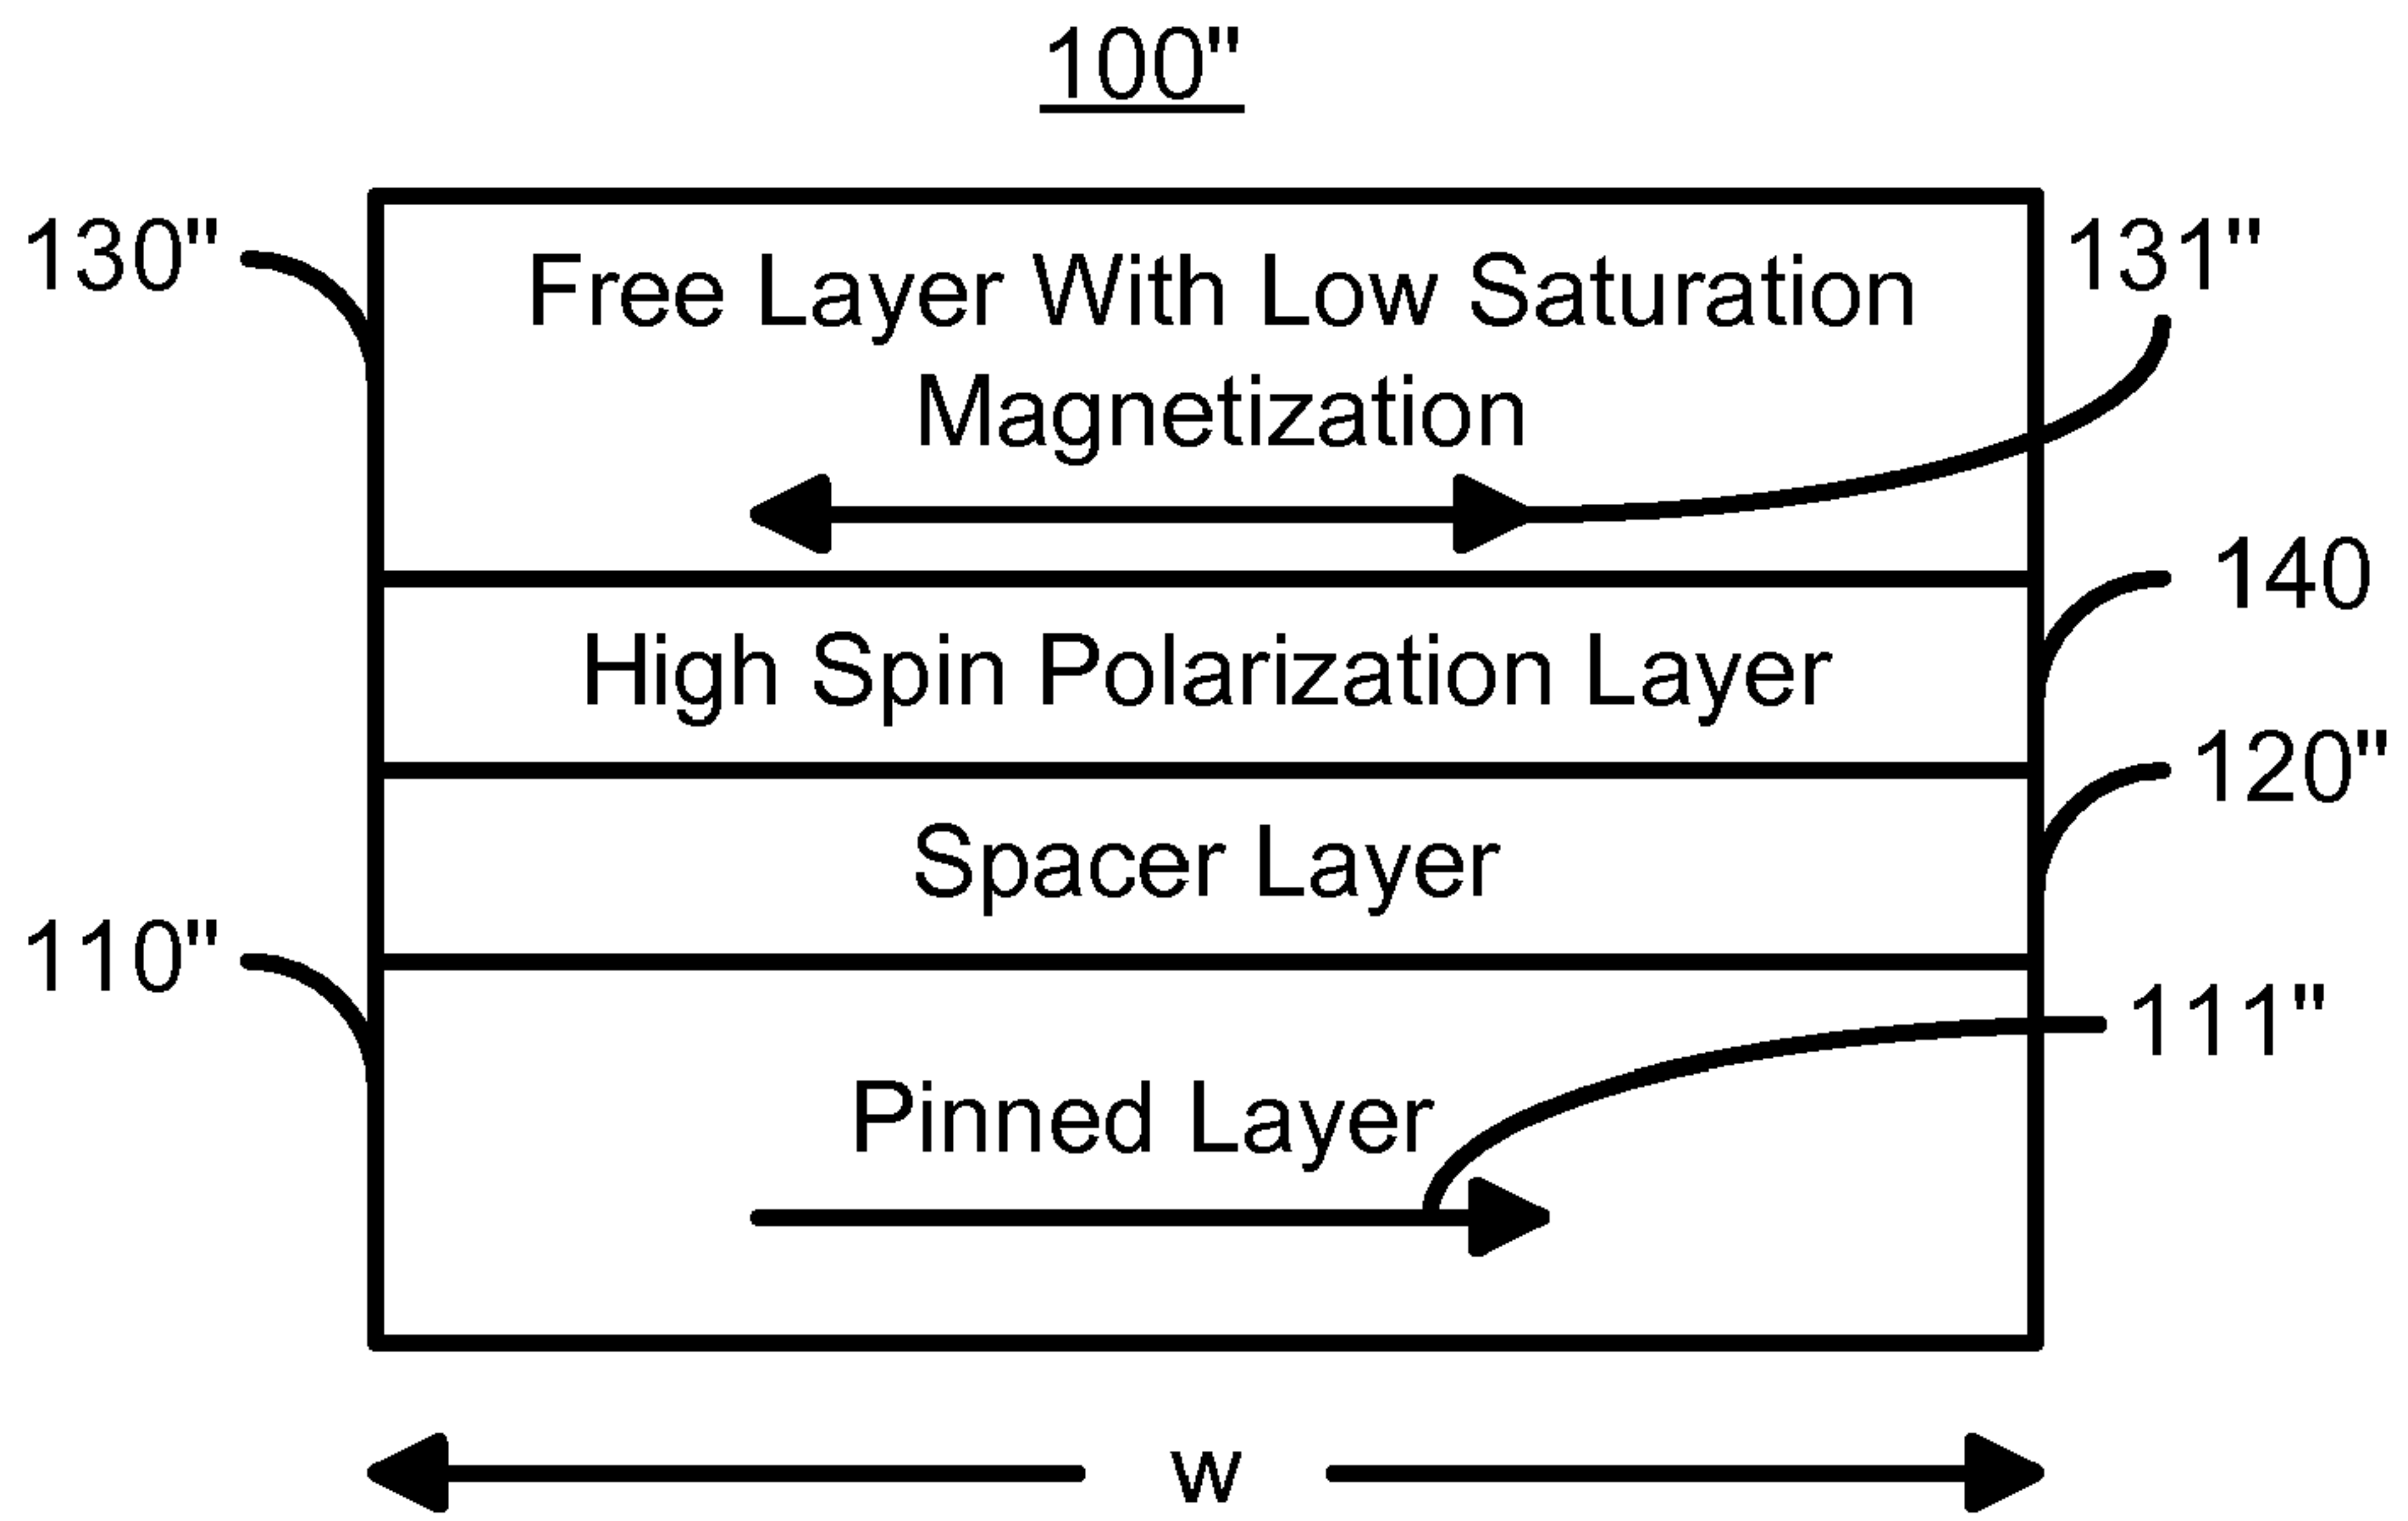 100"
130"
Free Layer With Low Saturation
Magnetization
131"
140
High Spin Polarization Layer
120"
Spacer Layer
110"
111"
Pinned Layer
w